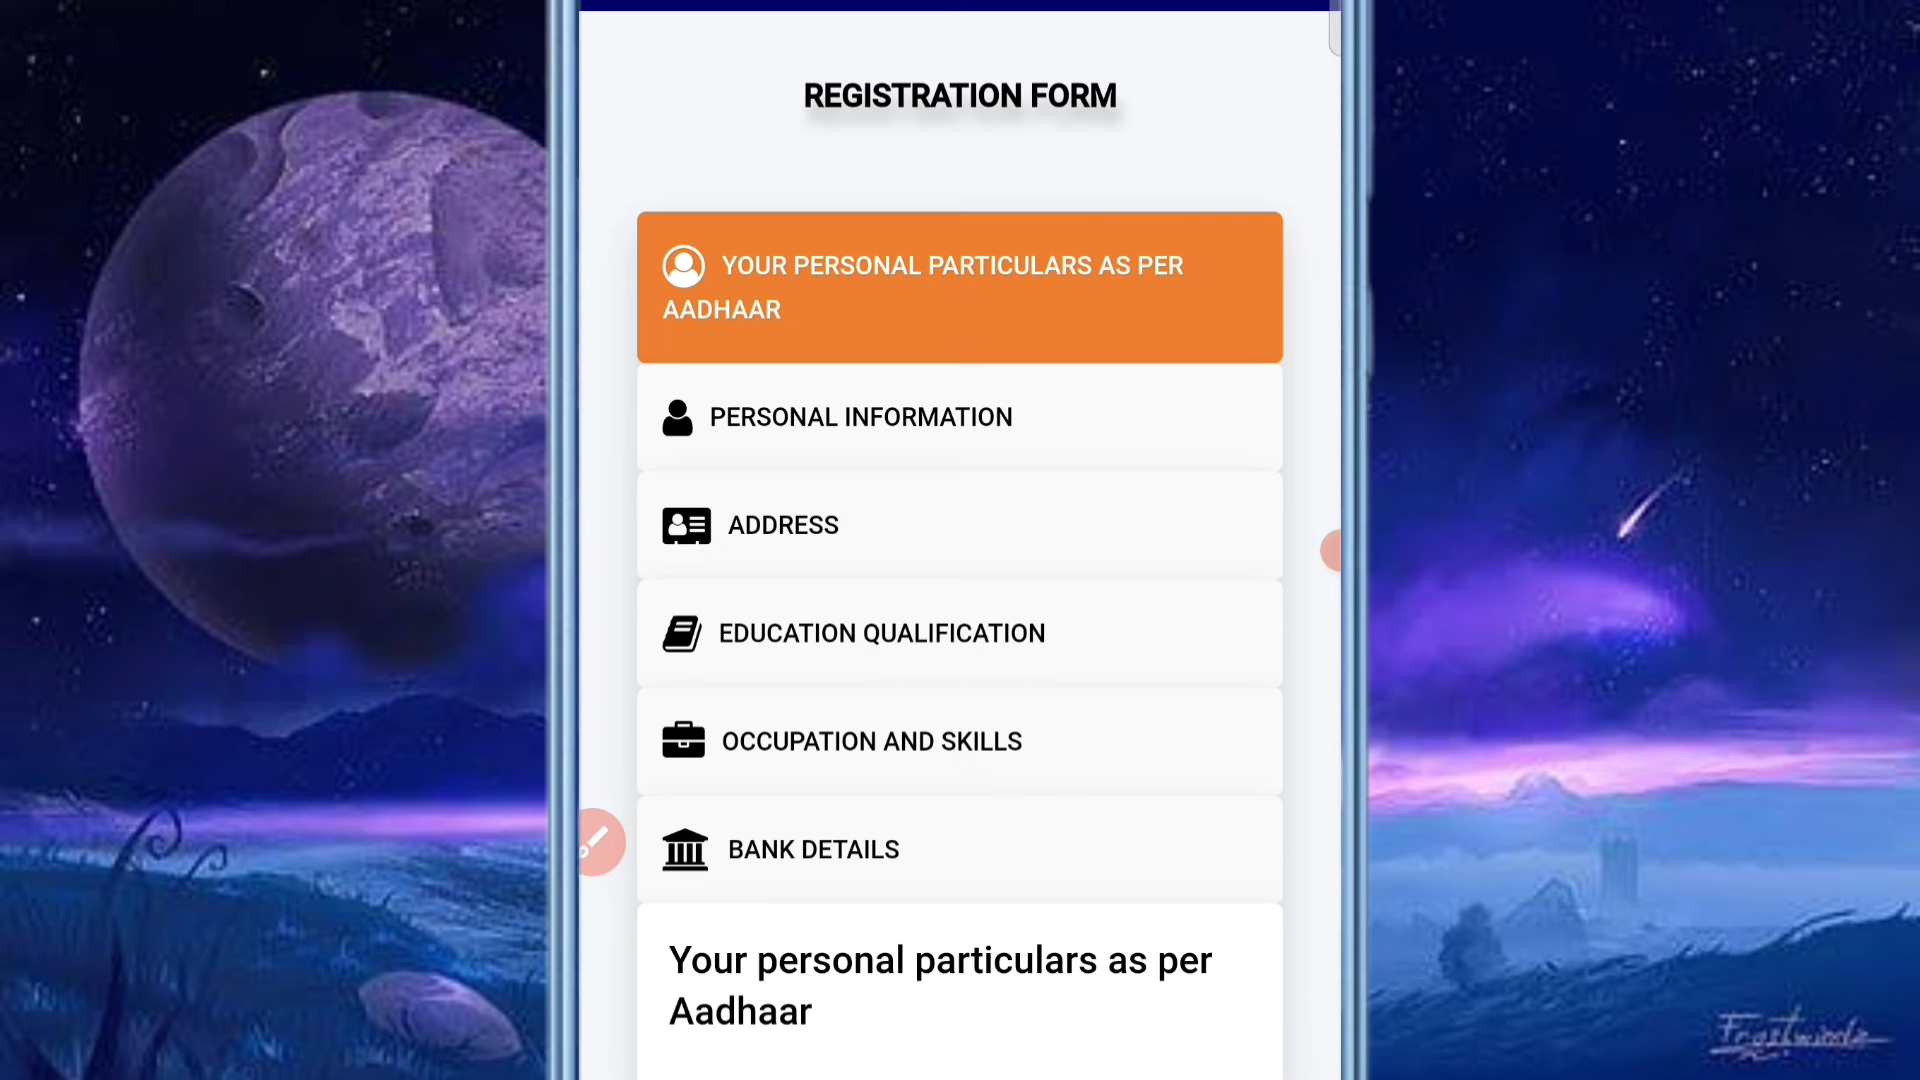 REGISTRATION FORM
YOUR PERSONAL PARTICULARS AS PER
AADHAAR
PERSONAL INFORMATION
ADDRESS
EDUCATION QUALIFICATION
OCCUPATION AND SKILLS
BANK DETAILS
Your personal particulars as per
Aadhaar